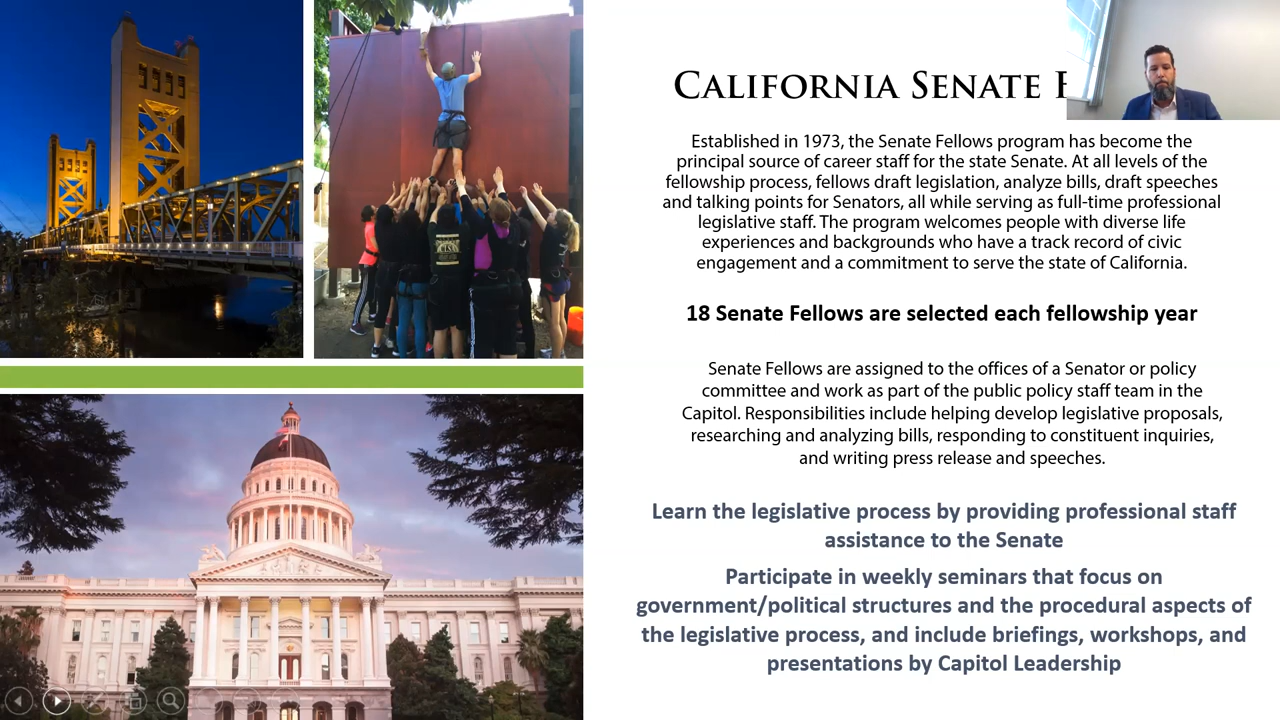 CALIFORNIA SENATE
Established in 1973, the Senate Fellows program has become the
principal source of career staff for the state Senate. At all levels of the
fellowship process, fellows draft legislation, analyze bills, draft speeches
and talking points for Senators, all while serving as full-time professional
legislative staff. The program welcomes people with diverse life
experiences and backgrounds who have a track record of civic
engagement and a commitment to serve the state of California.
18 Senate Fellows are selected each fellowship year
Senate Fellows are assigned to the offices of a Senator or policy
committee and work as part of the public policy staff team in the
Capitol. Responsibilities include helping develop legislative proposals,
researching and analyzing bills, responding to constituent inquiries,
and writing press release and speeches.
Learn the legislative process by providing professional staff
assistance to the Senate
Participate in weekly seminars that focus on
government/political structures and the procedural aspects of
the legislative process, and include briefings, workshops, and
presentations by Capitol Leadership